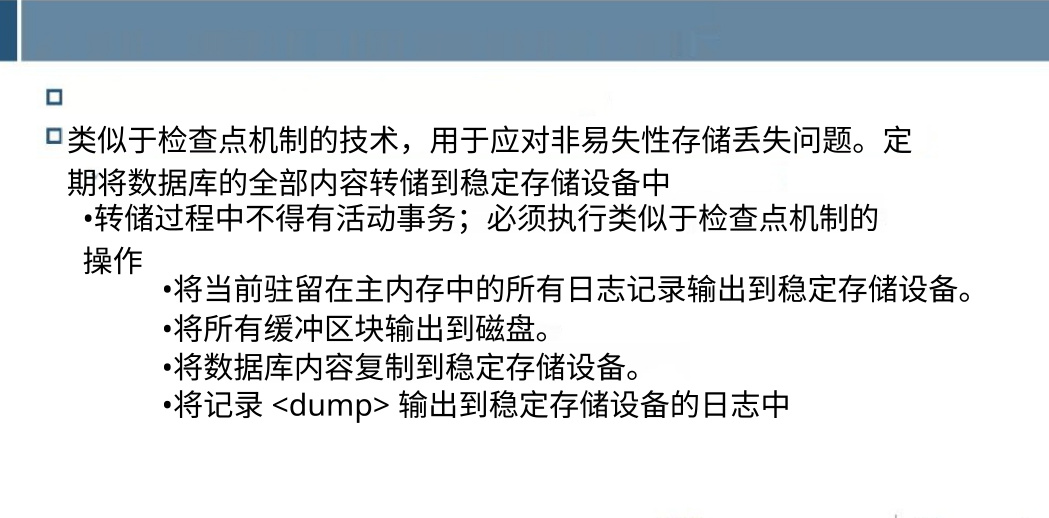 类似于检查点机制的技术，用于应对非易失性存储丢失问题。定
期将数据库的全部内容转储到稳定存储设备中
•转储过程中不得有活动事务；必须执行类似于检查点机制的
操作
•将当前驻留在主内存中的所有日志记录输出到稳定存储设备。
•将所有缓冲区块输出到磁盘。
•将数据库内容复制到稳定存储设备。
•将记录 <dump> 输出到稳定存储设备的日志中